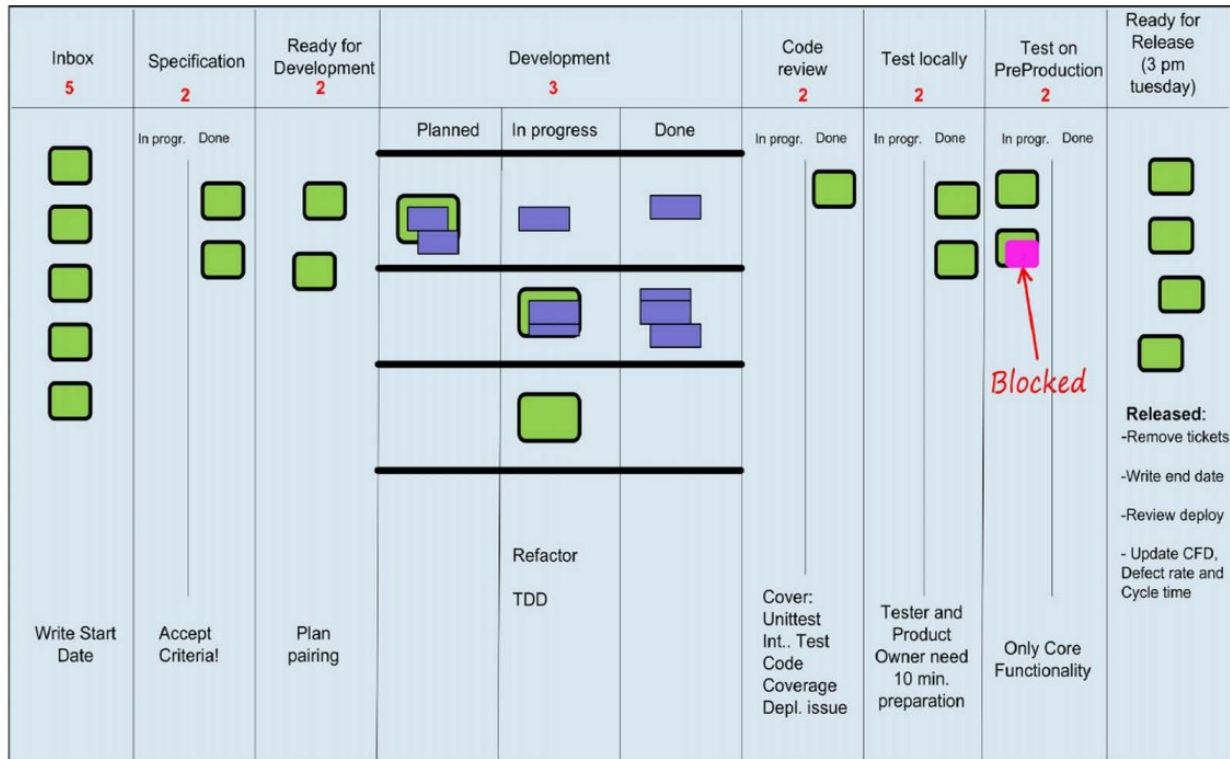 Inbox
5
Specification
2
Ready for
Development
2
Development
3
Code
review
2
Test locally
2
Test on
PreProduction
2
Ready for
Release
(3 pm
tuesday)
In progr. Done
Planned
In progress
Done
In progr. Done
In progr. Done
In progr. Done
Blocked
Released:
-Remove tickets
-Write end date
-Review deploy
- Update CFD,
Defect rate and
Cycle time
Refactor
TDD
Write Start
Date
Accept
Criteria!
Plan
pairing
Cover:
Unittest
Int.. Test
Code
Coverage
Depl. issue
Tester and
Product
Owner need
10 min.
preparation
Only Core
Functionality